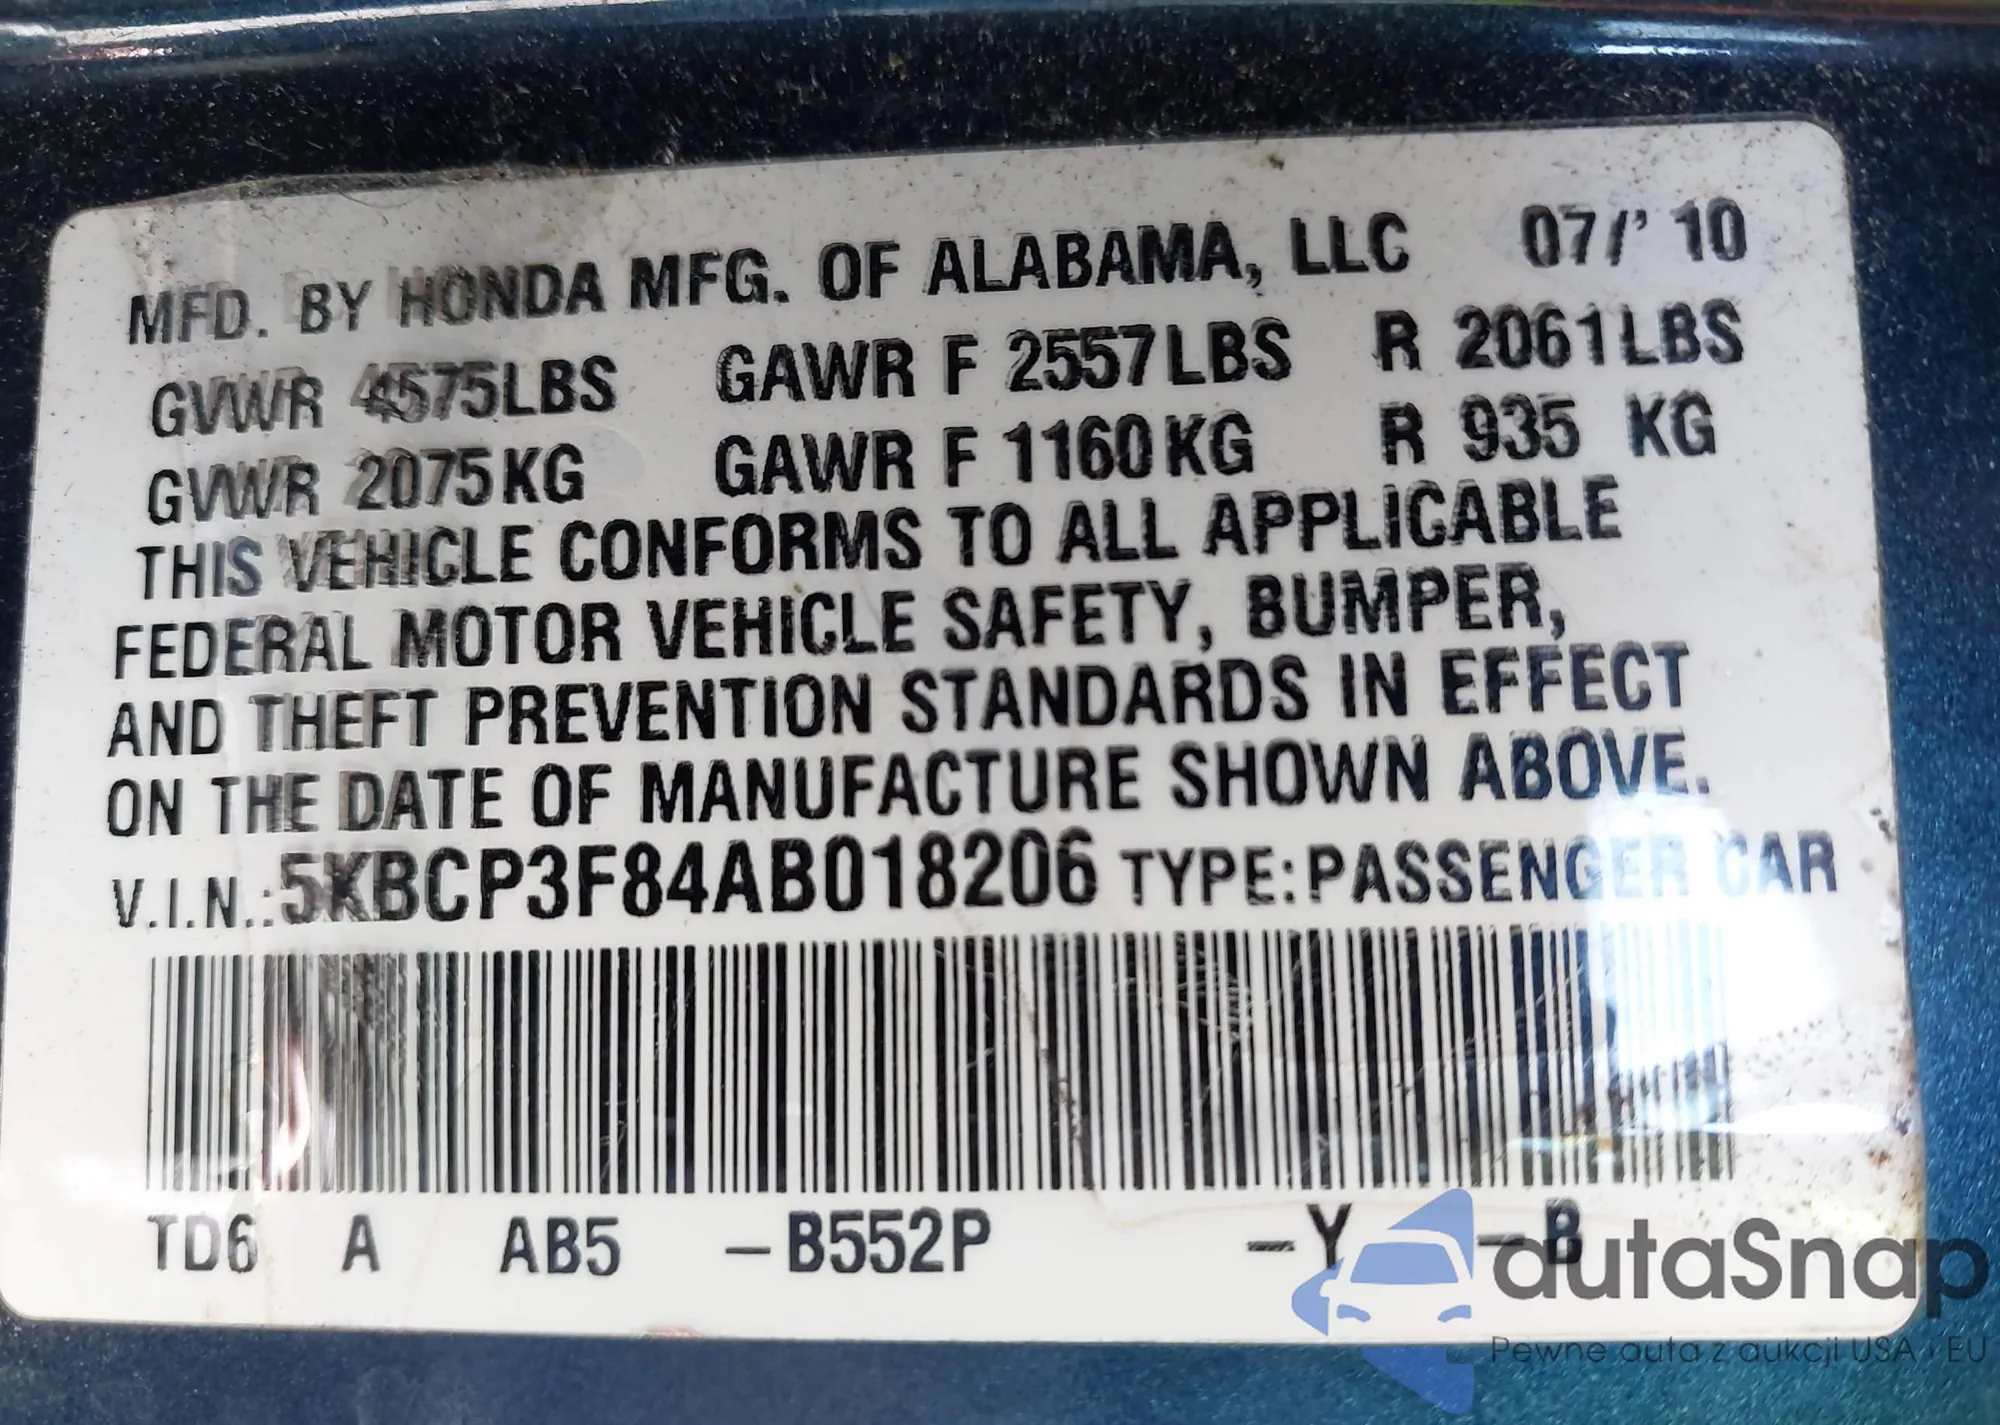 MFD. BY HONDA MFG. OF ALABAMA, LLC 07/'10
GVWR 4575LBS GAWR F 2557LBS R 2061LBS
GVWR 2075KG GAWR F 1160KG R 935 KG
THIS VEHICLE CONFORMS TO ALL APPLICABLE
FEDERAL MOTOR VEHICLE SAFETY, BUMPER,
AND THEFT PREVENTION STANDARDS IN EFFECT
ON THE DATE OF MANUFACTURE SHOWN ABOVE.
V.I.N.:5KBCP3F84AB018206 TYPE:PASSENGER CAR
TD6 A AB5 –B552P –Y –B
autaSnap
Pewne auta z aukcji USA i EU